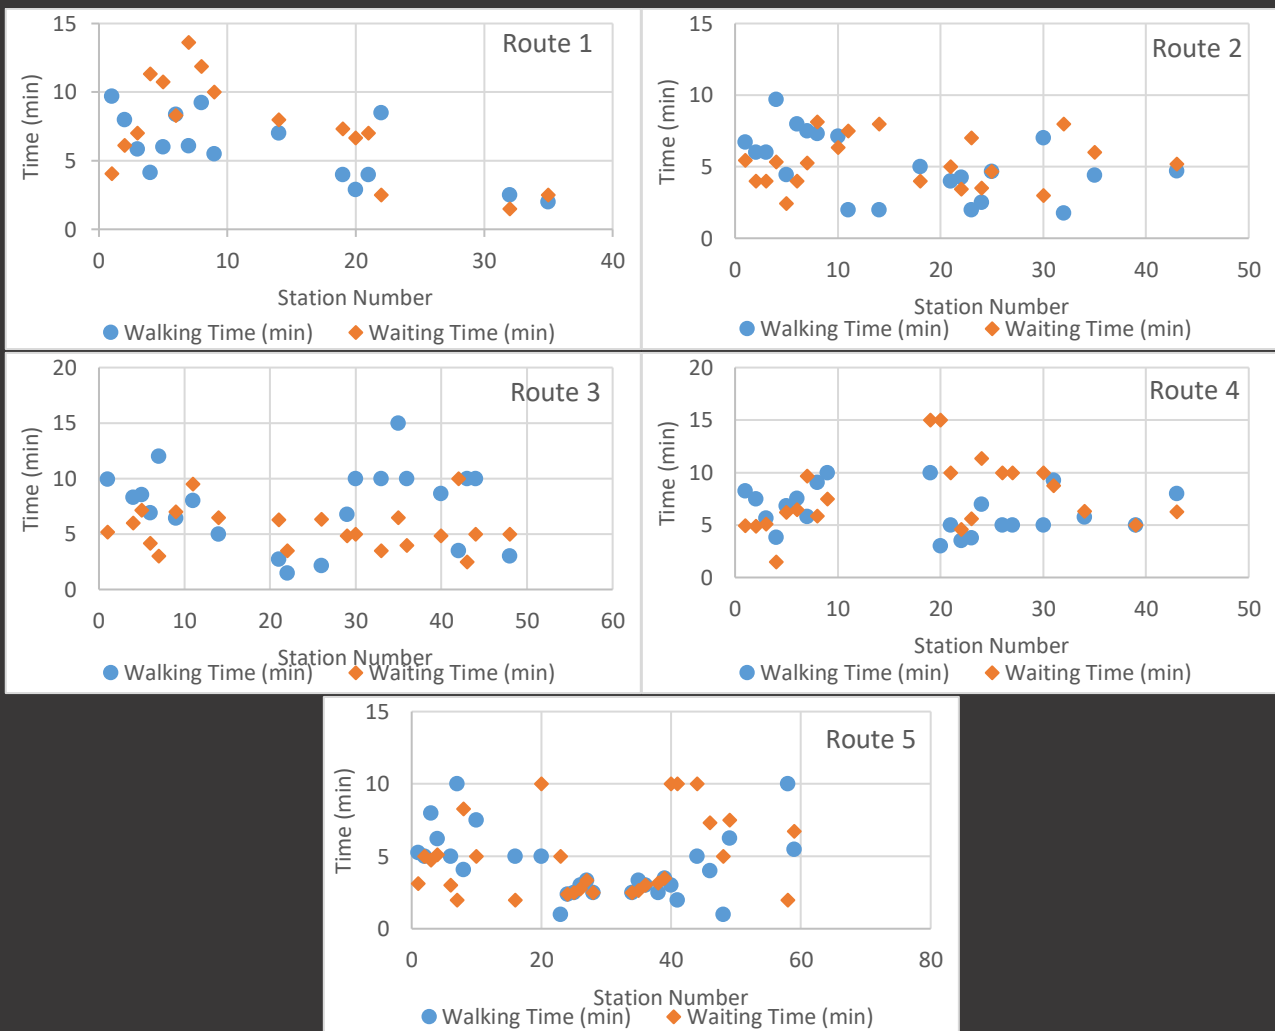 Route 1
15
10
5
0
Time (min)
0 10 20 30 40
Station Number
Walking Time (min) Waiting Time (min)
Route 2
15
10
5
0
Time (min)
0 10 20 30 40 50
Station Number
Walking Time (min) Waiting Time (min)
Route 3
20
15
10
5
0
Time (min)
0 10 20 30 40 50 60
Station Number
Walking Time (min) Waiting Time (min)
Route 4
20
15
10
5
0
Time (min)
0 10 20 30 40 50
Station Number
Walking Time (min) Waiting Time (min)
Route 5
15
10
5
0
Time (min)
0 20 40 60 80
Station Number
Walking Time (min) Waiting Time (min)